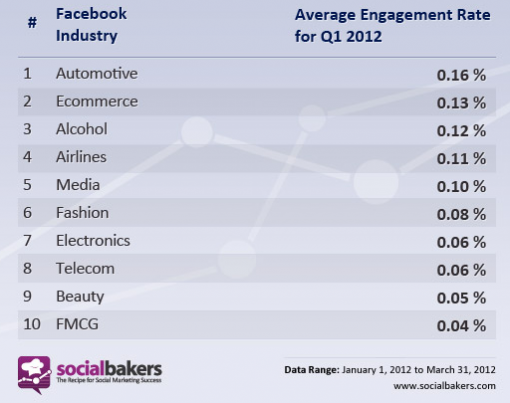 # Facebook Industry Average Engagement Rate for Q1 2012
1 Automotive 0.16 %
2 Ecommerce 0.13 %
3 Alcohol 0.12 %
4 Airlines 0.11 %
5 Media 0.10 %
6 Fashion 0.08 %
7 Electronics 0.06 %
8 Telecom 0.06 %
9 Beauty 0.05 %
10 FMCG 0.04 %
socialbakers
The Recipe for Social Marketing Success
Data Range: January 1, 2012 to March 31, 2012
www.socialbakers.com